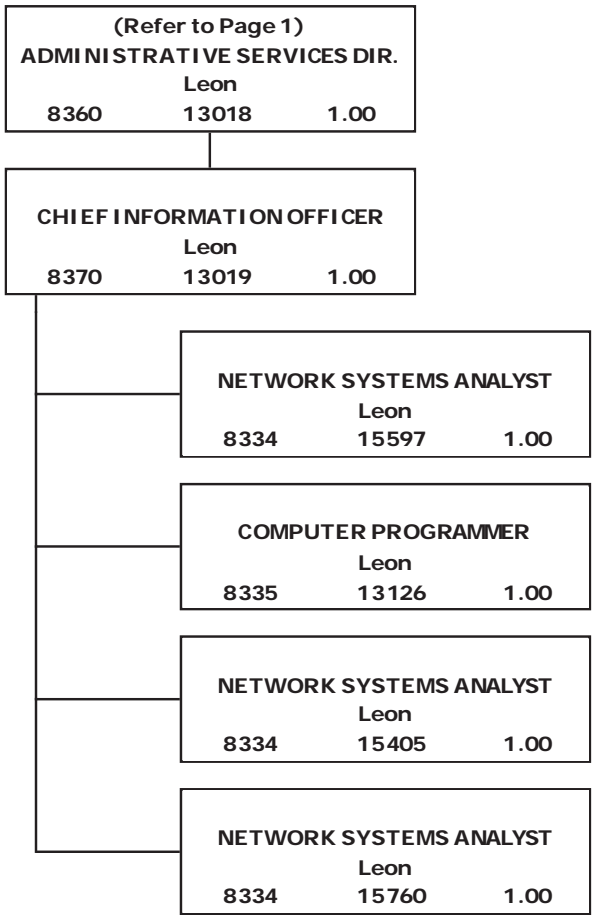 (Refer to Page 1)
ADMINISTRATIVE SERVICES DIR.
Leon
8360 13018 1.00
CHIEF INFORMATION OFFICER
Leon
8370 13019 1.00
NETWORK SYSTEMS ANALYST
Leon
8334 15597 1.00
COMPUTER PROGRAMMER
Leon
8335 13126 1.00
NETWORK SYSTEMS ANALYST
Leon
8334 15405 1.00
NETWORK SYSTEMS ANALYST
Leon
8334 15760 1.00